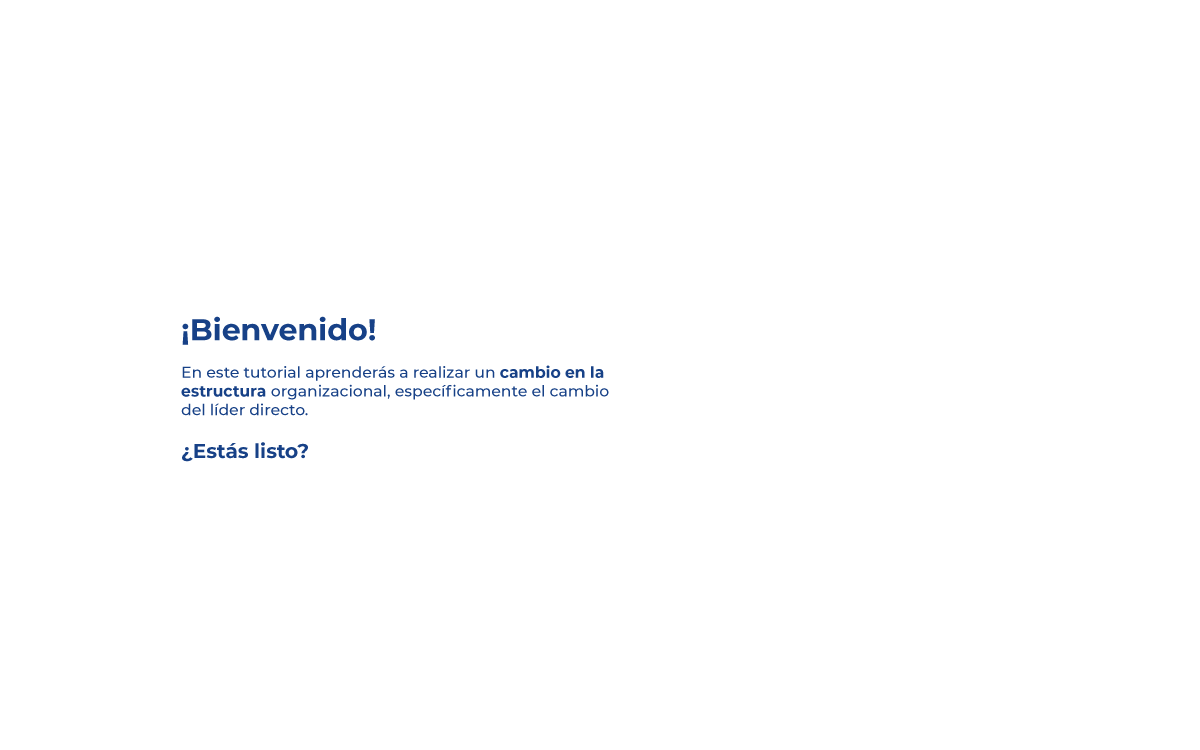 ¡Bienvenido!
En este tutorial aprenderás a realizar un cambio en la
estructura organizacional, específicamente el cambio
del líder directo.
¿Estás listo?